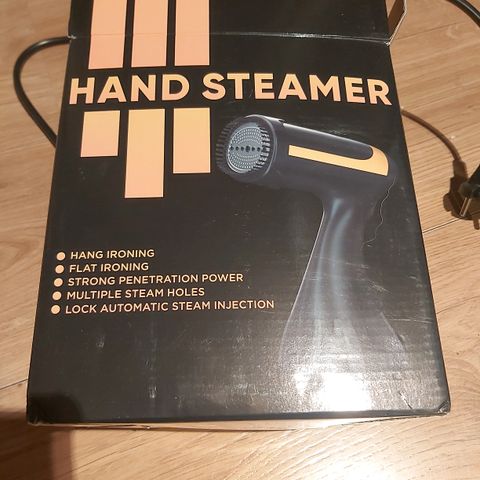 HAND STEAMER
HANG IRONING
FLAT IRONING
STRONG PENETRATION POWER
MULTIPLE STEAM HOLES
LOCK AUTOMATIC STEAM INJECTION